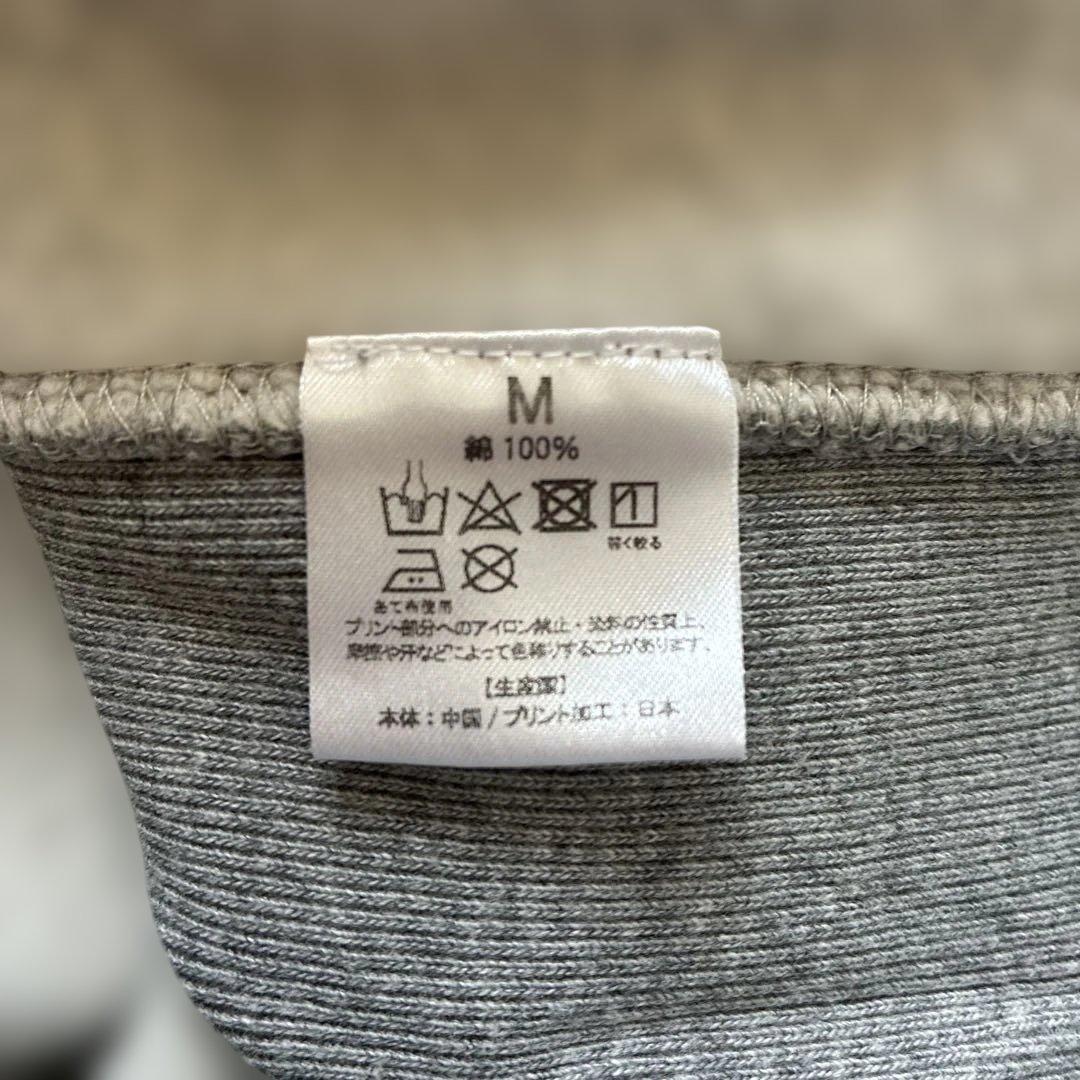 M
綿 100%
弱く絞る
あて布使用
プリント部分へのアイロン禁止・染料の性質上、
摩擦や汗などによって色移りすることがあります。
【生産国】
本体：中国 / プリント加工：日本